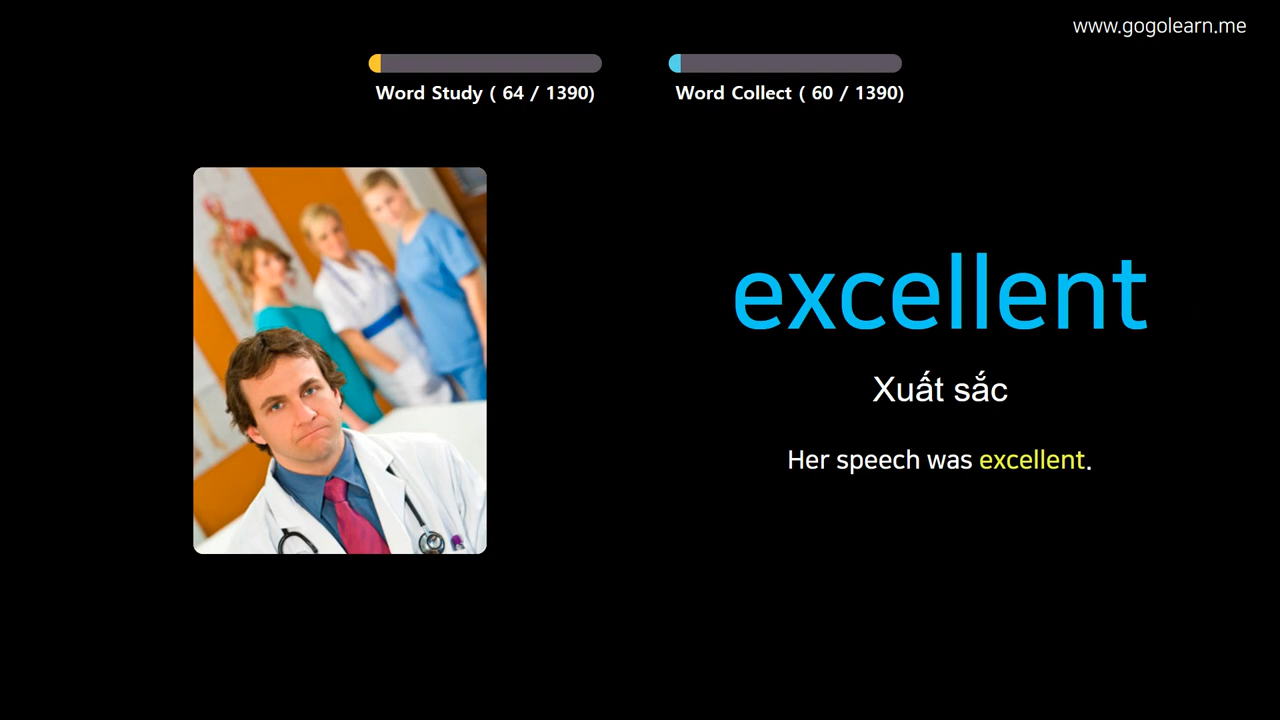 www.gogolearn.me
Word Study ( 64 / 1390)
Word Collect ( 60 / 1390)
excellent
Xuất sắc
Her speech was excellent.